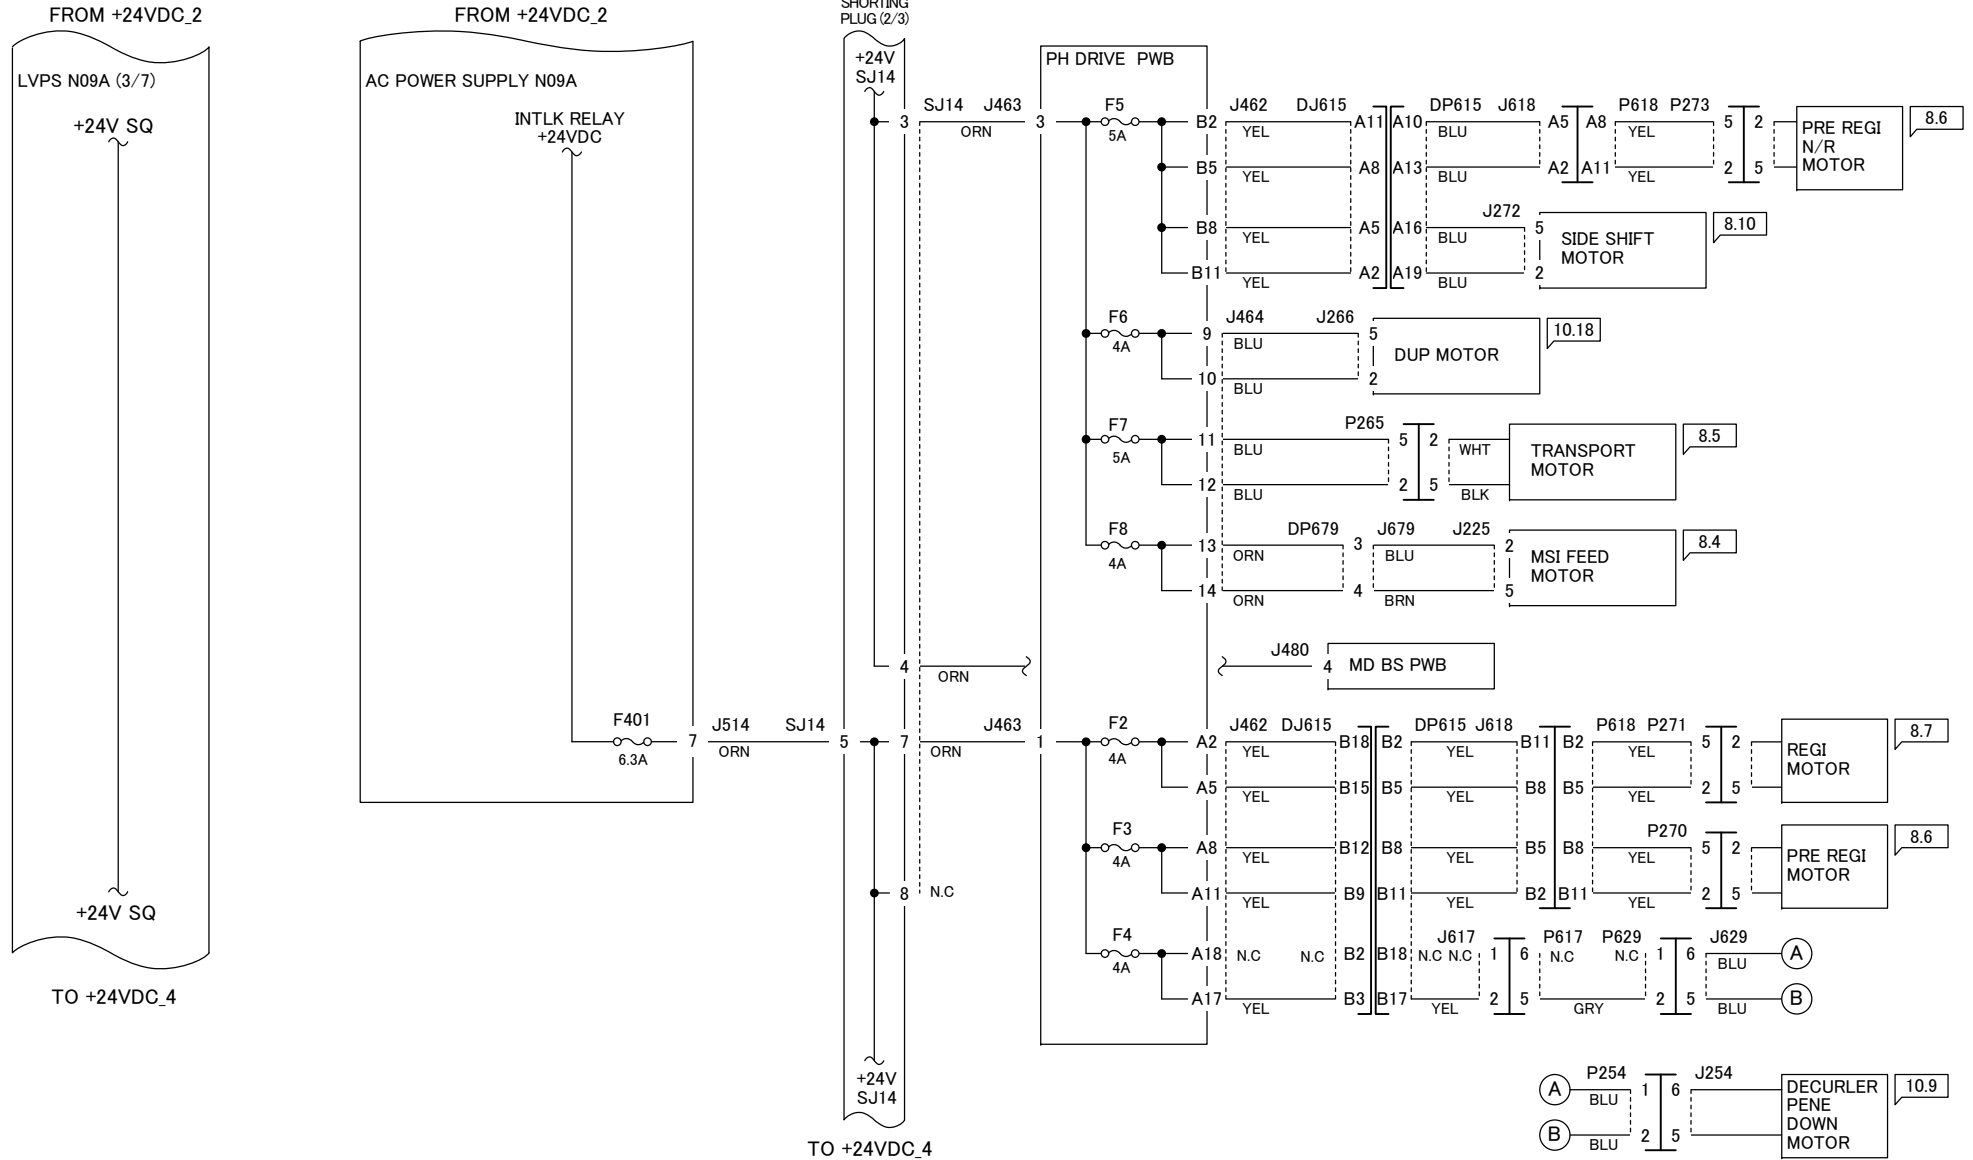 FROM +24VDC_2 FROM +24VDC_2 SHORTING
PLUG (2/3)
LVPS N09A (3/7)
+24V SQ
+24V SQ
TO +24VDC_4
AC POWER SUPPLY N09A
INTLK RELAY
+24VDC
F401
6.3A
7 J514 SJ14 5
ORN
+24V
SJ14
3 SJ14 J463 3
ORN
4
ORN
7 J463 1
ORN
8 N.C
+24V
SJ14
TO +24VDC_4
PH DRIVE PWB
F5 B2 J462 DJ615 A11 A10 DP615 J618 A5 A8 P618 P273 5 2
5A YEL BLU YEL
PRE REGI
N/R
MOTOR
8.6
B5 A8 A13 A2 A11 2 5
YEL BLU YEL
B8 A5 A16 J272 5
YEL BLU
SIDE SHIFT
MOTOR
8.10
B11 A2 A19 2
YEL BLU
F6 9 J464 J266 5
4A BLU
DUP MOTOR
10.18
10 2
BLU
F7 11 P265 5 2
5A BLU WHT
TRANSPORT
MOTOR
8.5
12 2 5
BLU BLK
F8 13 DP679 3 J679 J225 2
4A ORN BLU
MSI FEED
MOTOR
8.4
14 4 5
ORN BRN
J480 4 MD BS PWB
F2 A2 J462 DJ615 B18 B2 DP615 J618 B11 B2 P618 P271 5 2
4A YEL YEL YEL
REGI
MOTOR
8.7
A5 B15 B5 B8 B5 2 5
YEL YEL YEL
F3 A8 B12 B8 B5 B8 P270 5 2
4A YEL YEL YEL
PRE REGI
MOTOR
8.6
A11 B9 B11 B2 B11 2 5
YEL YEL YEL
F4 A18 N.C N.C B2 B18 N.C N.C J617 1 6 P617 N.C P629 N.C 1 6 J629 A
4A BLU
A17 B3 B17 2 5 2 5 B
YEL YEL GRY BLU
A P254 1 6 J254
BLU
DECURLER
PENE
DOWN
MOTOR
10.9
B 2 5
BLU